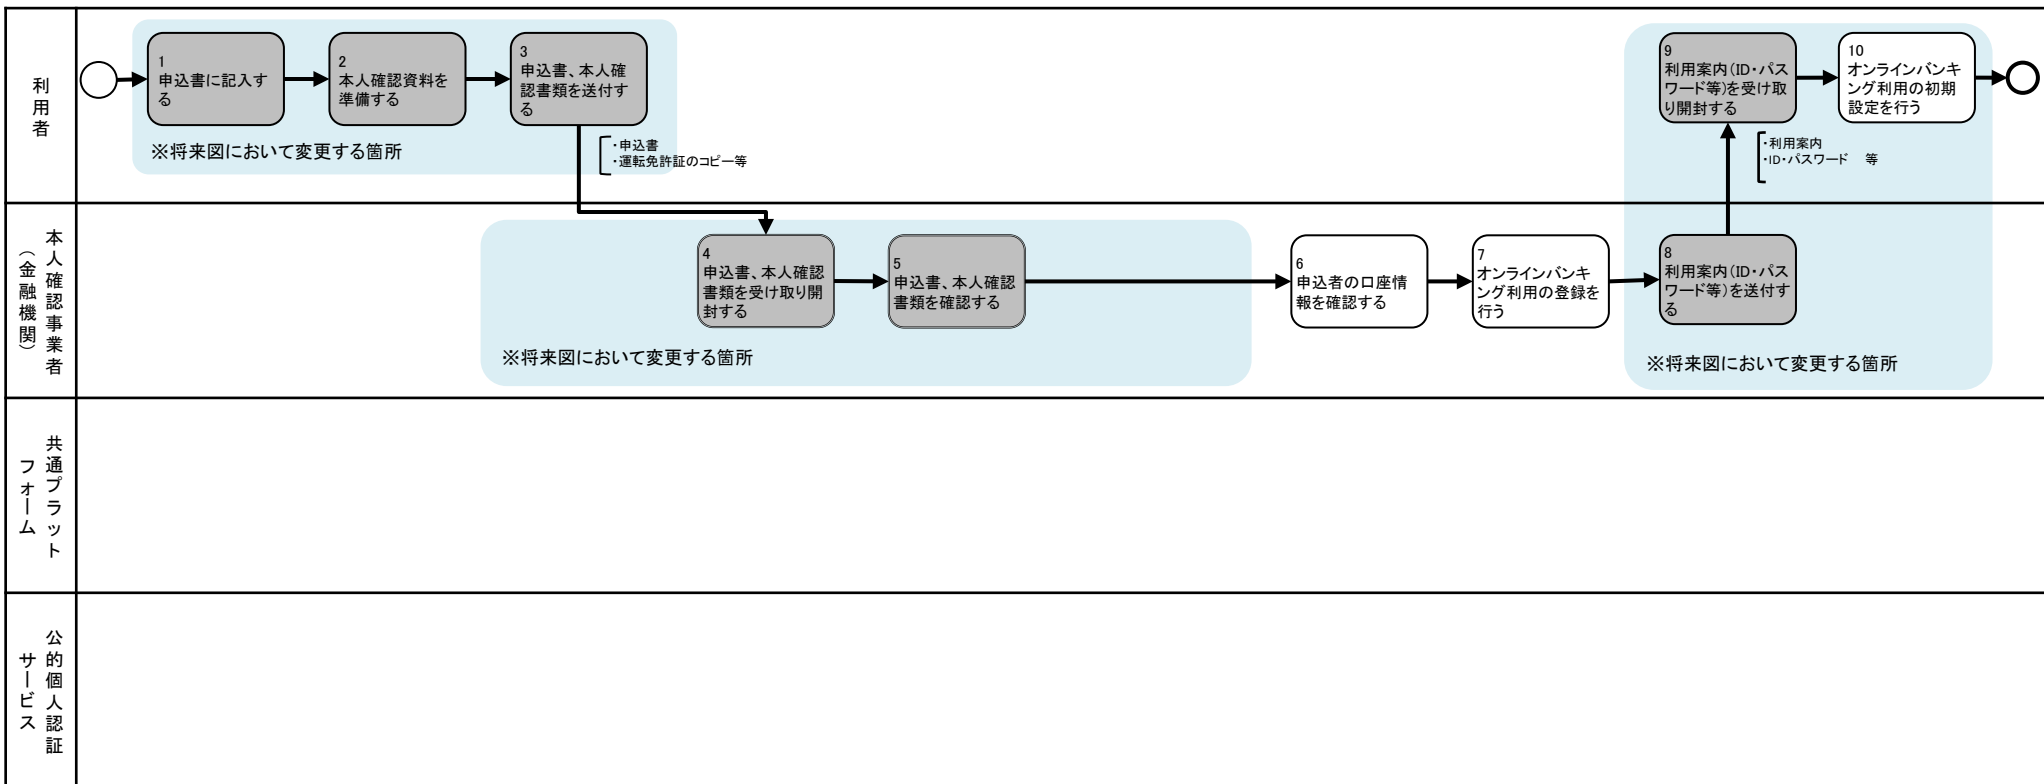 利用者
1
申込書に記入す
る
2
本人確認資料を
準備する
3
申込書、本人確
認書類を送付す
る
※将来図において変更する箇所
・申込書
・運転免許証のコピー等
9
利用案内(ID・パス
ワード等)を受け取
り開封する
10
オンラインバンキ
ング利用の初期
設定を行う
・利用案内
・ID・パスワード　等
本人確認事業者
（金融機関）
4
申込書、本人確認
書類を受け取り開
封する
5
申込書、本人確認
書類を確認する
※将来図において変更する箇所
6
申込者の口座情
報を確認する
7
オンラインバンキ
ング利用の登録を
行う
8
利用案内(ID・パス
ワード等)を送付す
る
※将来図において変更する箇所
共通プラット
フォーム
公的個人認証
サービス